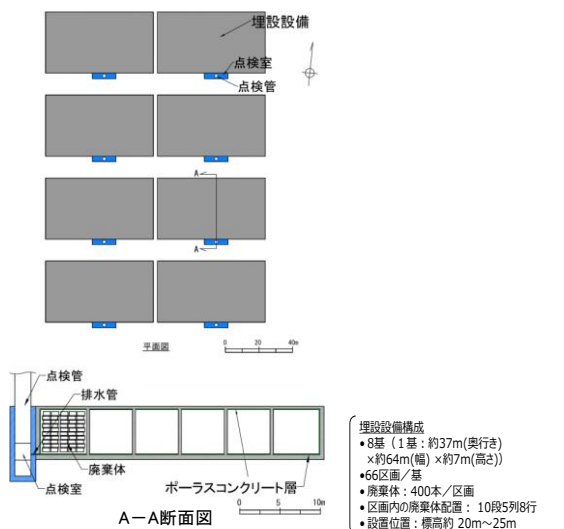 埋設設備
点検室
点検管
A
A
平面図
0 20 40m
点検管
排水管
廃棄体
点検室
ポーラスコンクリート層
0 5 10m
A－A断面図
埋設設備構成
•8基（1基：約37m(奥行き)
×約64m(幅) ×約7m(高さ)）
•66区画／基
•廃棄体：400本／区画
•区画内の廃棄体配置： 10段5列8行
•設置位置：標高約 20m～25m